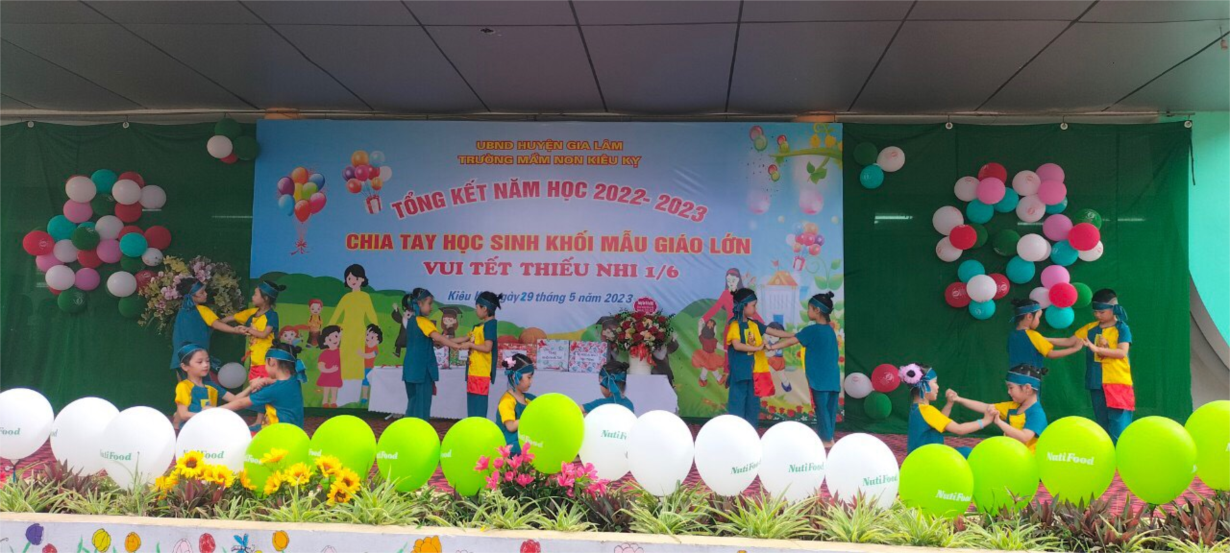 UBND HUYỆN GIA LÂM
TRƯỜNG MẦM NON KIÊU KỴ
TỔNG KẾT NĂM HỌC 2022- 2023
CHIA TAY HỌC SINH KHỐI MẪU GIÁO LỚN
VUI TẾT THIẾU NHI 1/6
Kiêu ngày 29 tháng 5 năm 2023
Food
NutiFood
NutiFood
NutiFood
NutiFood
NutiFood
NutiFood
NutiFood